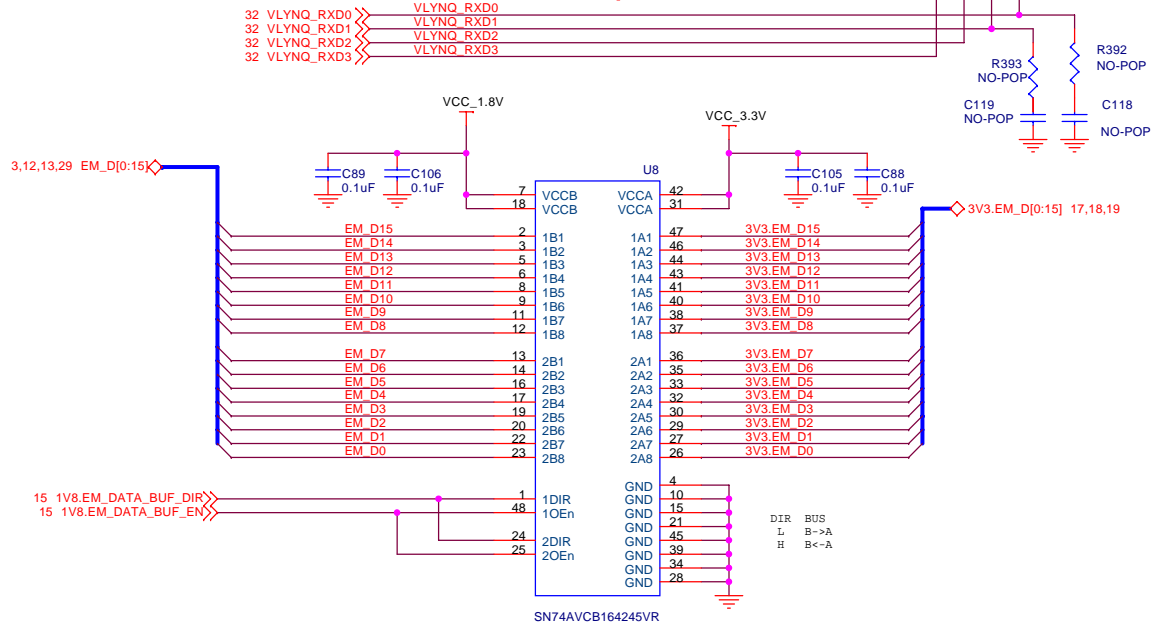 32 VLYNQ_RXD0 VLYNQ_RXD0
32 VLYNQ_RXD1 VLYNQ_RXD1
32 VLYNQ_RXD2 VLYNQ_RXD2
32 VLYNQ_RXD3 VLYNQ_RXD3
R393
NO-POP
R392
NO-POP
C119
NO-POP
C118
NO-POP
VCC_1.8V
VCC_3.3V
3,12,13,29 EM_D[0:15]
C89
0.1uF
C106
0.1uF
C105
0.1uF
C88
0.1uF
U8
7 VCCB VCCA 42
18 VCCB VCCA 31
3V3.EM_D[0:15] 17,18,19
EM_D15 2 1B1 1A1 47 3V3.EM_D15
EM_D14 3 1B2 1A2 46 3V3.EM_D14
EM_D13 5 1B3 1A3 44 3V3.EM_D13
EM_D12 6 1B4 1A4 43 3V3.EM_D12
EM_D11 8 1B5 1A5 41 3V3.EM_D11
EM_D10 9 1B6 1A6 40 3V3.EM_D10
EM_D9 11 1B7 1A7 38 3V3.EM_D9
EM_D8 12 1B8 1A8 37 3V3.EM_D8
EM_D7 13 2B1 2A1 36 3V3.EM_D7
EM_D6 14 2B2 2A2 35 3V3.EM_D6
EM_D5 16 2B3 2A3 33 3V3.EM_D5
EM_D4 17 2B4 2A4 32 3V3.EM_D4
EM_D3 19 2B5 2A5 30 3V3.EM_D3
EM_D2 20 2B6 2A6 29 3V3.EM_D2
EM_D1 22 2B7 2A7 27 3V3.EM_D1
EM_D0 23 2B8 2A8 26 3V3.EM_D0
GND 4
15 1V8.EM_DATA_BUF_DIR 1 1DIR GND 10
15 1V8.EM_DATA_BUF_EN 48 1OEn GND 15
GND 21
24 2DIR GND 45
25 2OEn GND 39
GND 34
GND 28
DIR BUS
L B->A
H B<-A
SN74AVCB164245VR